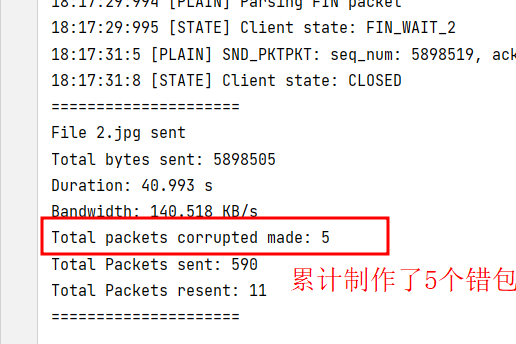 18:17:29:994 [PLAIN] Parsing FIN packet
18:17:29:995 [STATE] Client state: FIN_WAIT_2
18:17:31:5 [PLAIN] SND_PKTPKT: seq_num: 5898519, ack
18:17:31:8 [STATE] Client state: CLOSED
=====================
File 2.jpg sent
Total bytes sent: 5898505
Duration: 40.993 s
Bandwidth: 140.518 KB/s
Total packets corrupted made: 5
Total Packets sent: 590
累计制作了5个错包
Total Packets resent: 11
=====================